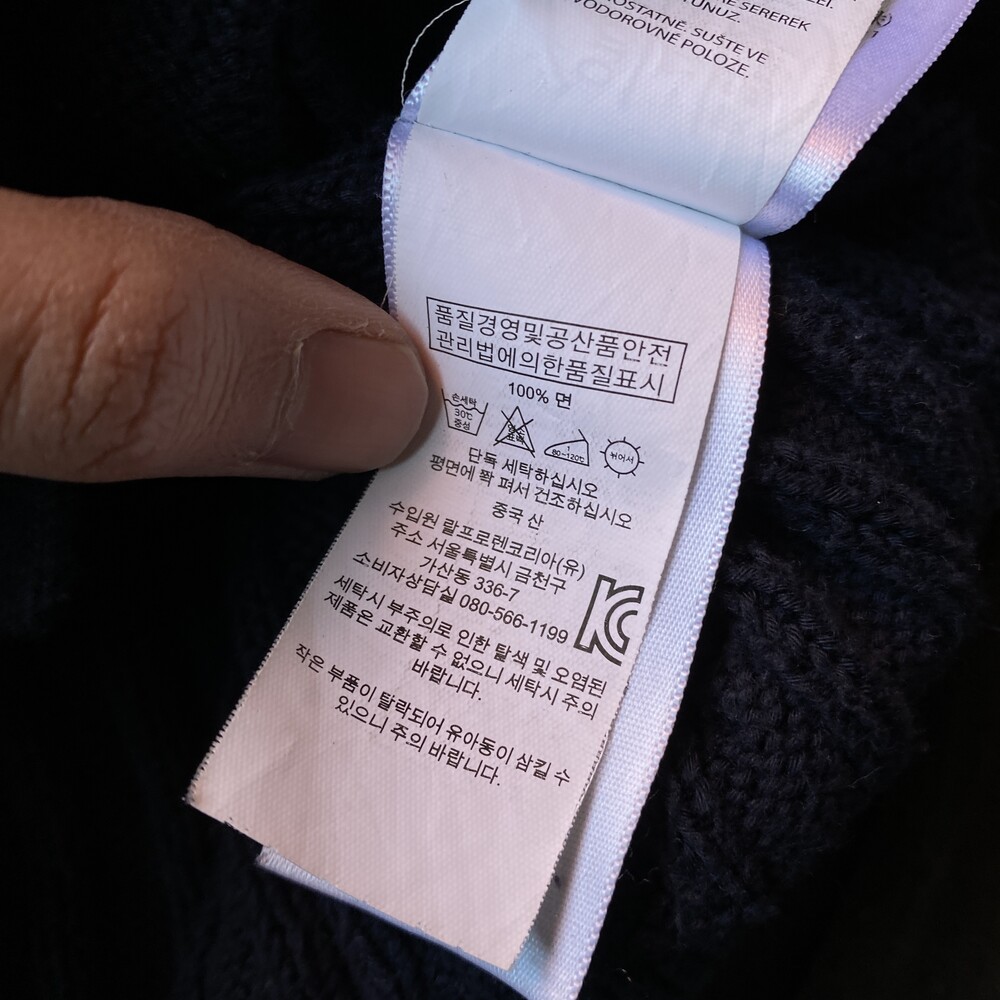 SEREREK
TUNUZ.
SUŠTE VE
VODOROVNÉ POLOZE.
품질경영및공산품안전
관리법에의한품질표시
100% 면
손세탁
30℃
중성
염소
표백
1
80~120℃
뉘어서
단독 세탁하십시오
평면에 쫙 펴서 건조하십시오
중국 산
수입원 랄프로렌코리아(유)
주소 서울특별시 금천구
가산동 336-7
소비자상담실 080-566-1199
세탁시 부주의로 인한 탈색 및 오염된
제품은 교환할 수 없으니 세탁시 주의
바랍니다.
작은 부품이 탈락되어 유아동이 삼킬 수
있으니 주의 바랍니다.